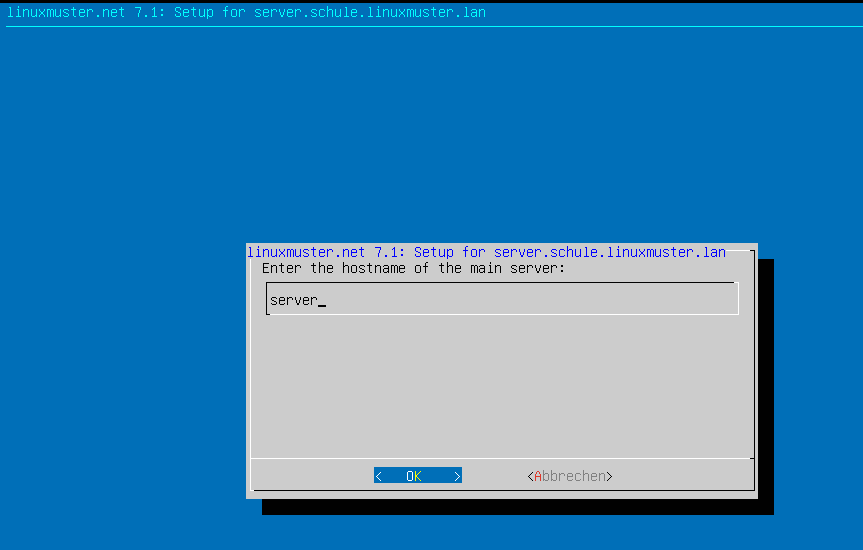 linuxmuster.net 7.1: Setup for server.schule.linuxmuster.lan
linuxmuster.net 7.1: Setup for server.schule.linuxmuster.lan
Enter the hostname of the main server:
server_
< OK > <Abbrechen>